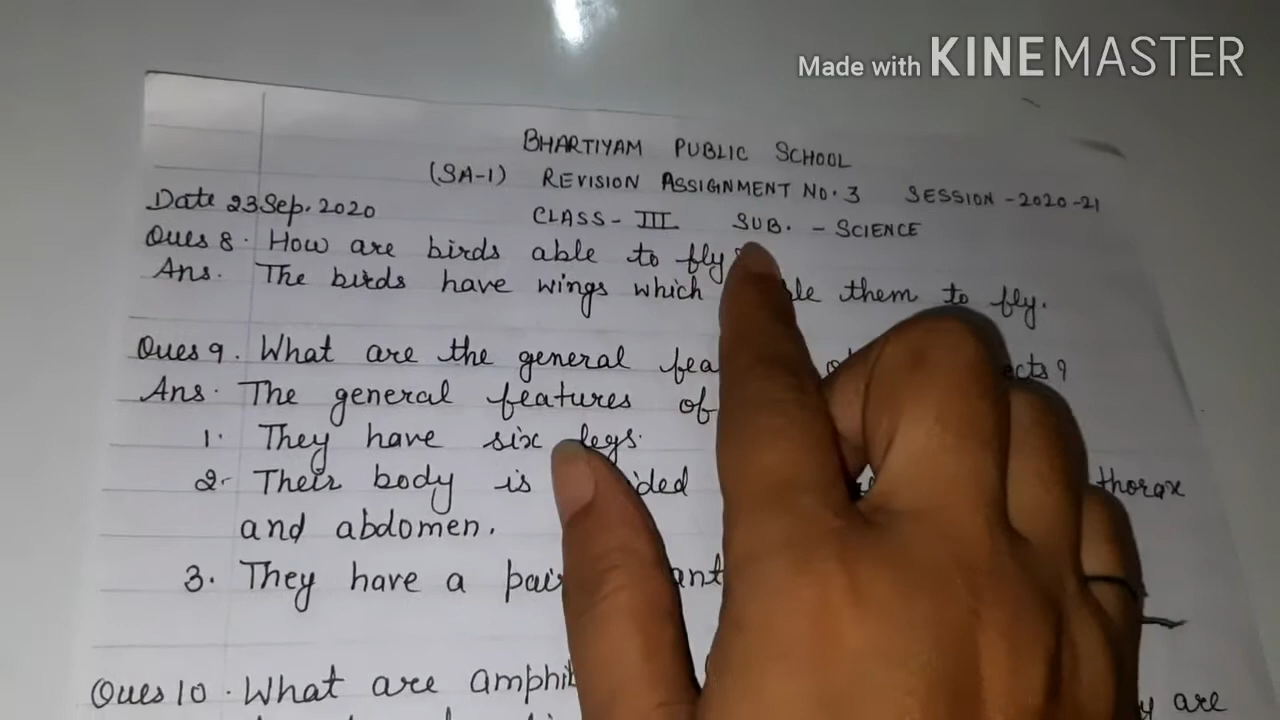 Made with KINEMASTER
BHARTIYAM PUBLIC SCHOOL
(SA-1) REVISION ASSIGNMENT NO. 3 SESSION - 2020-21
Date 23 Sep. 2020 CLASS - III SUB. - SCIENCE
Ques 8. How are birds able to fly
Ans. The birds have wings which them to fly.
Ques 9. What are the general
Ans. The general features of
1. They have six legs.
2. Their body is thorax
and abdomen.
3. They have a
Ques 10. What are are